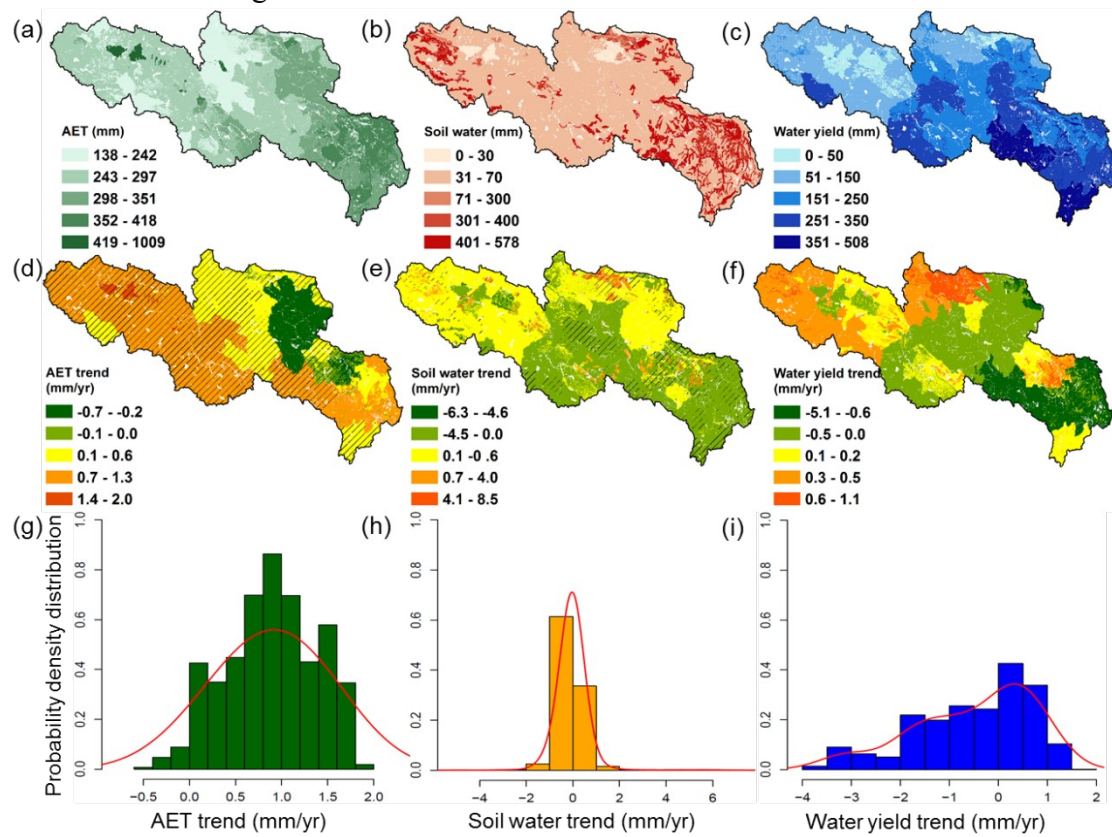 (a)
AET (mm)
138 - 242
243 - 297
298 - 351
352 - 418
419 - 1009
(b)
Soil water (mm)
0 - 30
31 - 70
71 - 300
301 - 400
401 - 578
(c)
Water yield (mm)
0 - 50
51 - 150
151 - 250
251 - 350
351 - 508
(d)
AET trend
(mm/yr)
-0.7 - -0.2
-0.1 - 0.0
0.1 - 0.6
0.7 - 1.3
1.4 - 2.0
(e)
Soil water trend
(mm/yr)
-6.3 - -4.6
-4.5 - 0.0
0.1 - 0.6
0.7 - 4.0
4.1 - 8.5
(f)
Water yield trend
(mm/yr)
-5.1 - -0.6
-0.5 - 0.0
0.1 - 0.2
0.3 - 0.5
0.6 - 1.1
(g)
Probability density distribution
1.0
0.8
0.6
0.4
0.2
0.0
-0.5 0.0 0.5 1.0 1.5 2.0
AET trend (mm/yr)
(h)
1.0
0.8
0.6
0.4
0.2
0.0
-4 -2 0 2 4 6
Soil water trend (mm/yr)
(i)
1.0
0.8
0.6
0.4
0.2
0.0
-4 -3 -2 -1 0 1 2
Water yield trend (mm/yr)